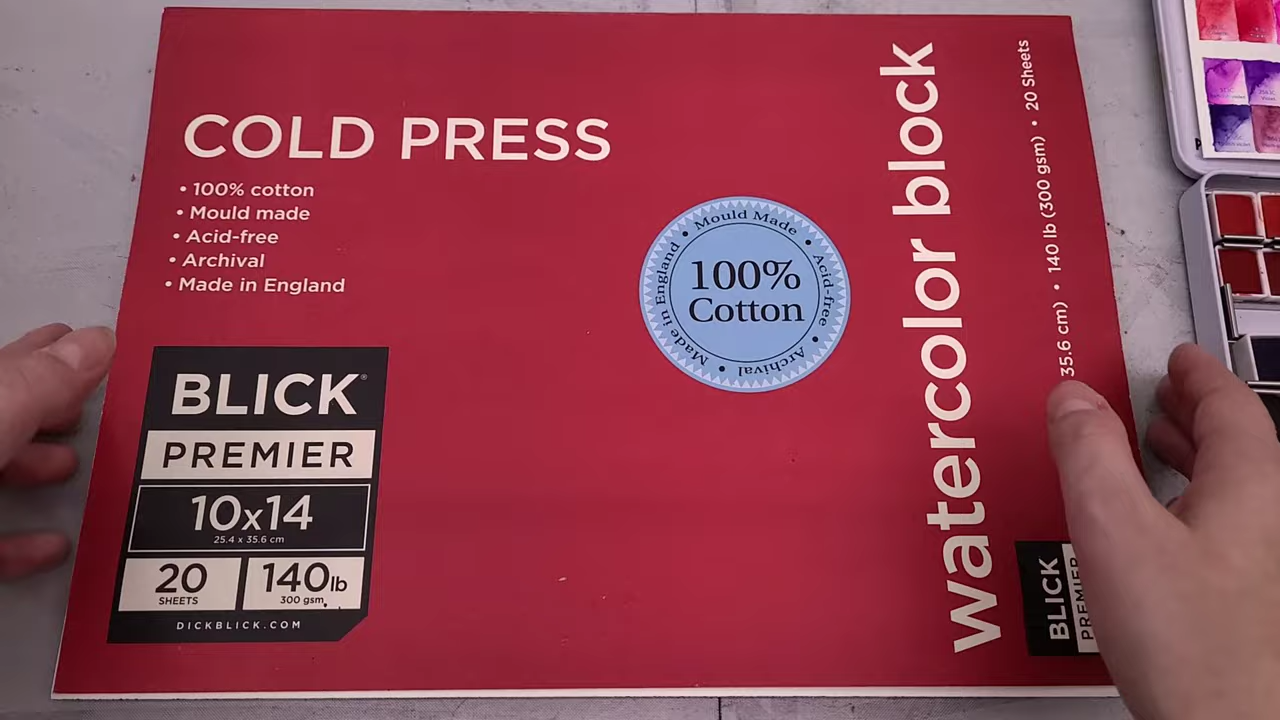 COLD PRESS
• 100% cotton
• Mould made
• Acid-free
• Archival
• Made in England
BLICK®
PREMIER
10x14
25.4 x 35.6 cm
20
SHEETS
140lb
300 gsm
DICKBLICK.COM
• Mould Made • Acid-free • Archival • Made in England
100%
Cotton
watercolor block
35.6 cm) • 140 lb (300 gsm) • 20 Sheets
BLICK
PREMIER